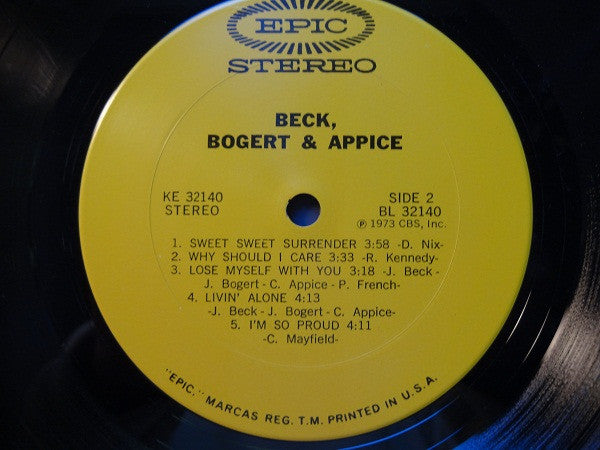 EPIC
STEREO
BECK,
BOGERT & APPICE
KE 32140
STEREO
SIDE 2
BL 32140
℗ 1973 CBS, Inc.
1. SWEET SWEET SURRENDER 3:58 -D. Nix-
2. WHY SHOULD I CARE 3:33 -R. Kennedy-
3. LOSE MYSELF WITH YOU 3:18 -J. Beck-
J. Bogert -C. Appice - P. French-
4. LIVIN' ALONE 4:13
-J. Beck-J. Bogert-C. Appice-
5. I'M SO PROUD 4:11
-C. Mayfield-
"EPIC," MARCAS REG. T.M. PRINTED IN U.S.A.